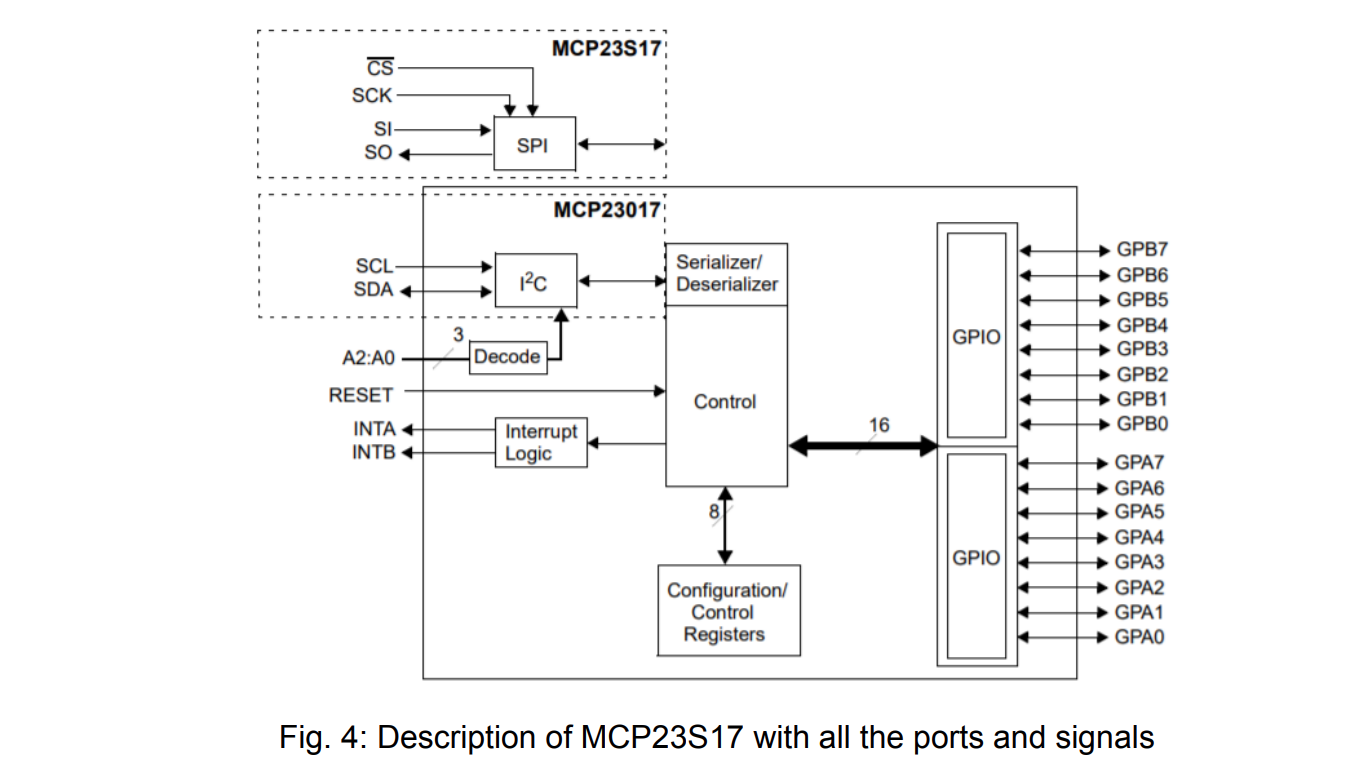 MCP23S17
CS
SCK
SI
SO
SPI
MCP23017
SCL
SDA
I²C
Serializer/
Deserializer
A2:A0
3
Decode
RESET
INTA
INTB
Interrupt
Logic
Control
16
8
Configuration/
Control
Registers
GPIO
GPB7
GPB6
GPB5
GPB4
GPB3
GPB2
GPB1
GPB0
GPIO
GPA7
GPA6
GPA5
GPA4
GPA3
GPA2
GPA1
GPA0
Fig. 4: Description of MCP23S17 with all the ports and signals